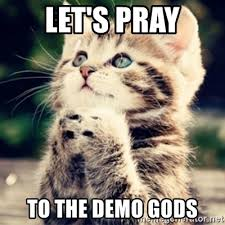 LET'S PRAY
TO THE DEMO GODS